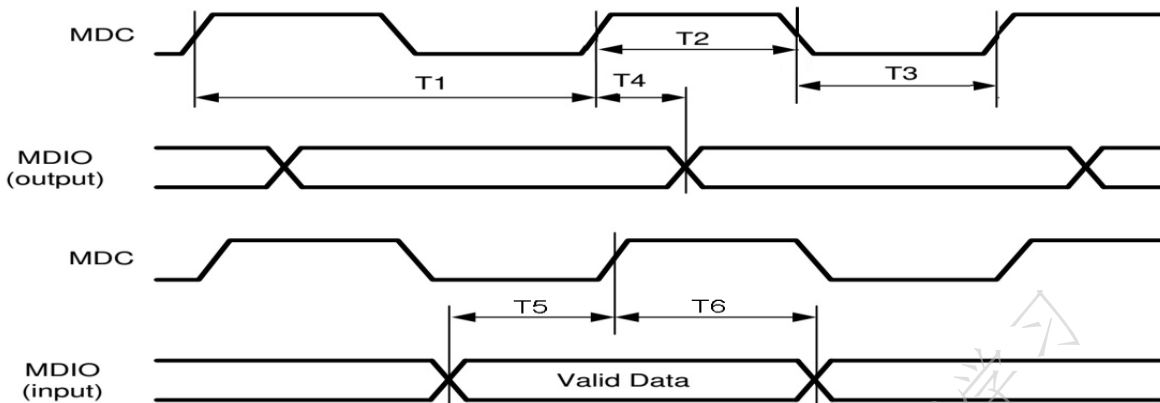 MDC
T1
T2
T3
T4
MDIO
(output)
MDC
T5
T6
MDIO
(input)
Valid Data